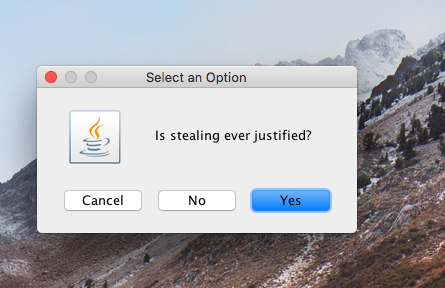 Select an Option
Is stealing ever justified?
Cancel
No
Yes